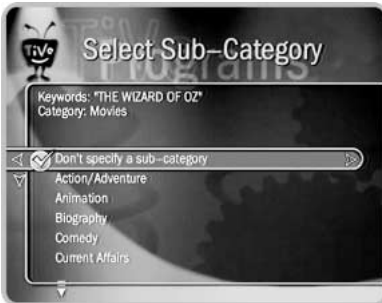 TiVo
Programs
Select Sub-Category
Keywords: "THE WIZARD OF OZ"
Category: Movies
Don't specify a sub-category
Action/Adventure
Animation
Biography
Comedy
Current Affairs